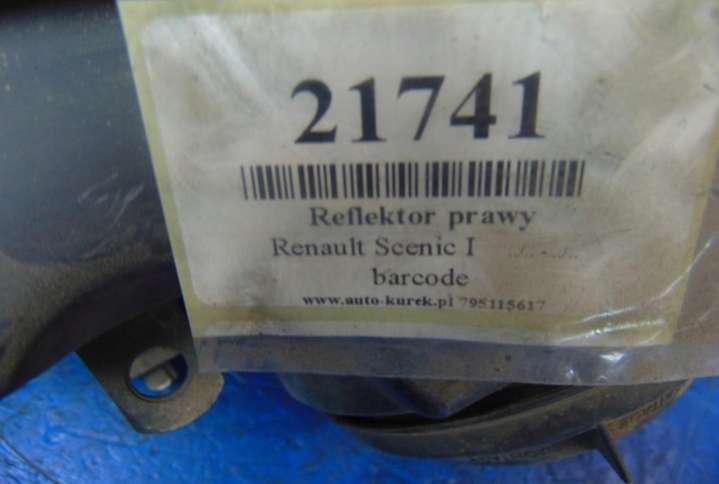 21741
Reflektor prawy
Renault Scenic I
barcode
www.auto-kurek.pl 795115617